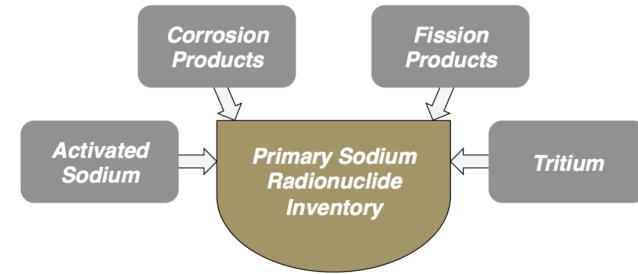 Corrosion
Products
Fission
Products
Activated
Sodium
Primary Sodium
Radionuclide
Inventory
Tritium